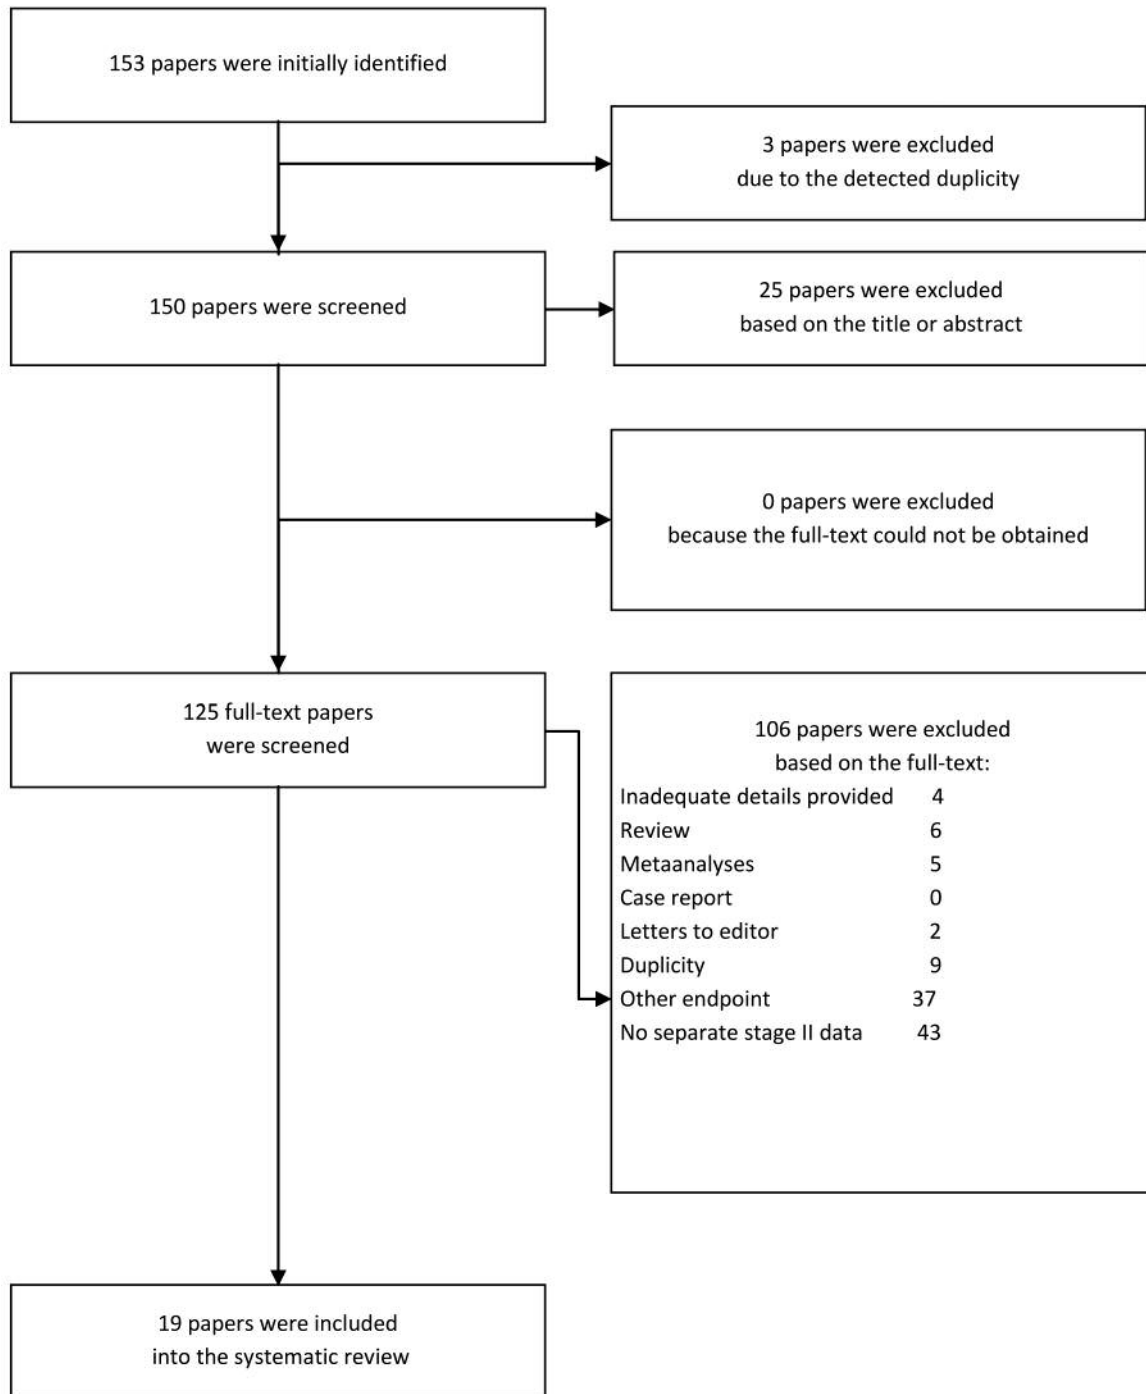 153 papers were initially identified
3 papers were excluded
due to the detected duplicity
150 papers were screened
25 papers were excluded
based on the title or abstract
0 papers were excluded
because the full-text could not be obtained
125 full-text papers
were screened
106 papers were excluded
based on the full-text:
Inadequate details provided 4
Review 6
Metaanalyses 5
Case report 0
Letters to editor 2
Duplicity 9
Other endpoint 37
No separate stage II data 43
19 papers were included
into the systematic review